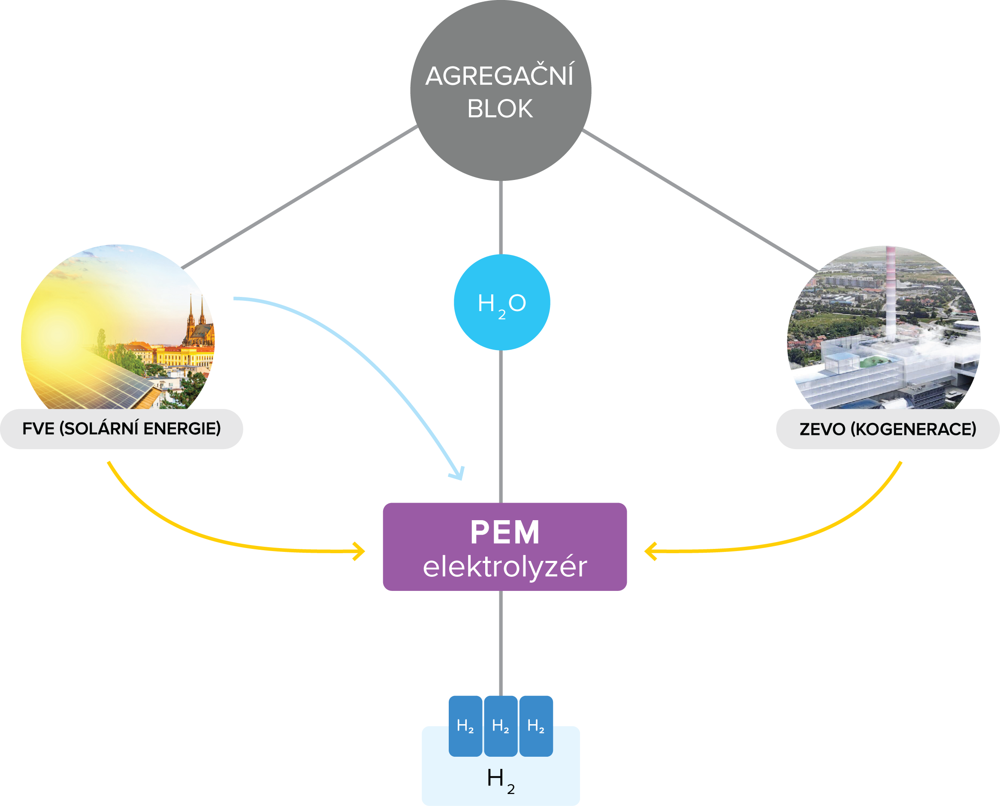 AGREGAČNÍ
BLOK
H₂O
FVE (SOLÁRNÍ ENERGIE)
ZEVO (KOGENERACE)
PEM
elektrolyzér
H₂ H₂ H₂
H₂